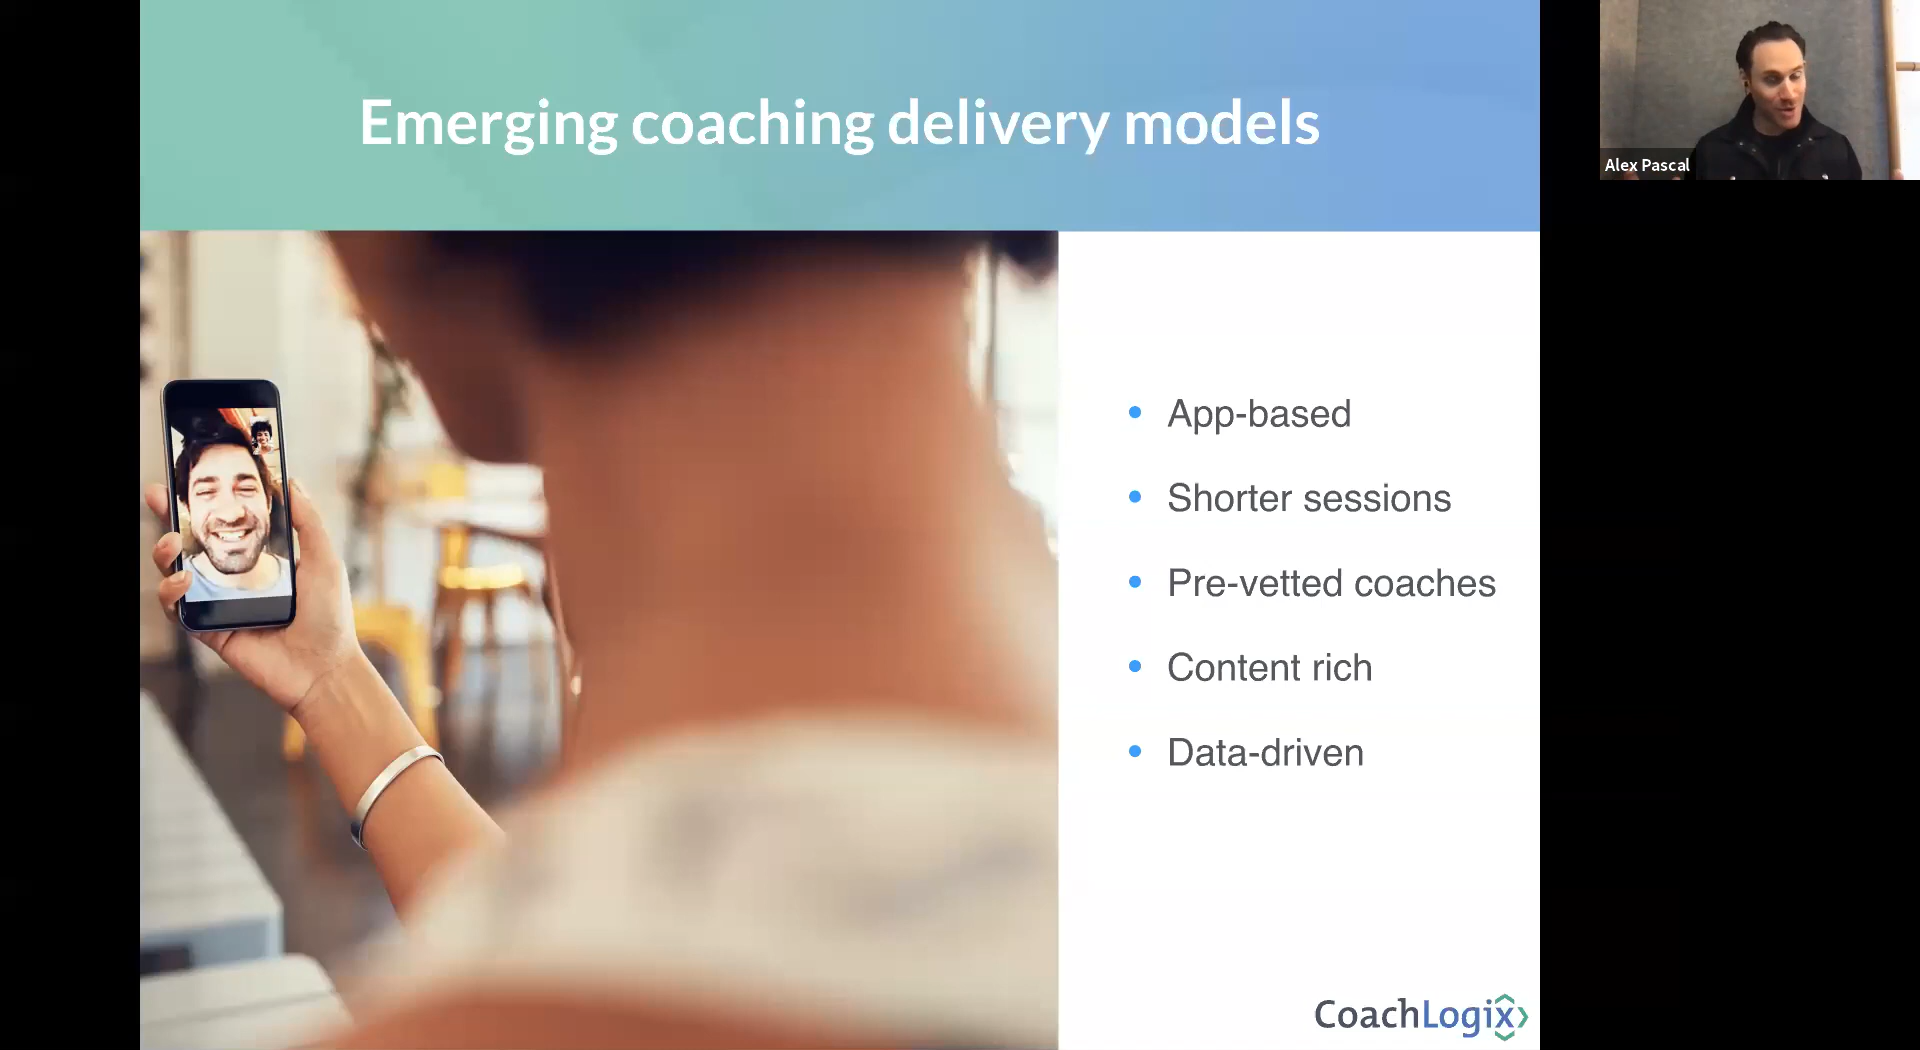 Emerging coaching delivery models
Alex Pascal
• App-based
• Shorter sessions
• Pre-vetted coaches
• Content rich
• Data-driven
CoachLogix